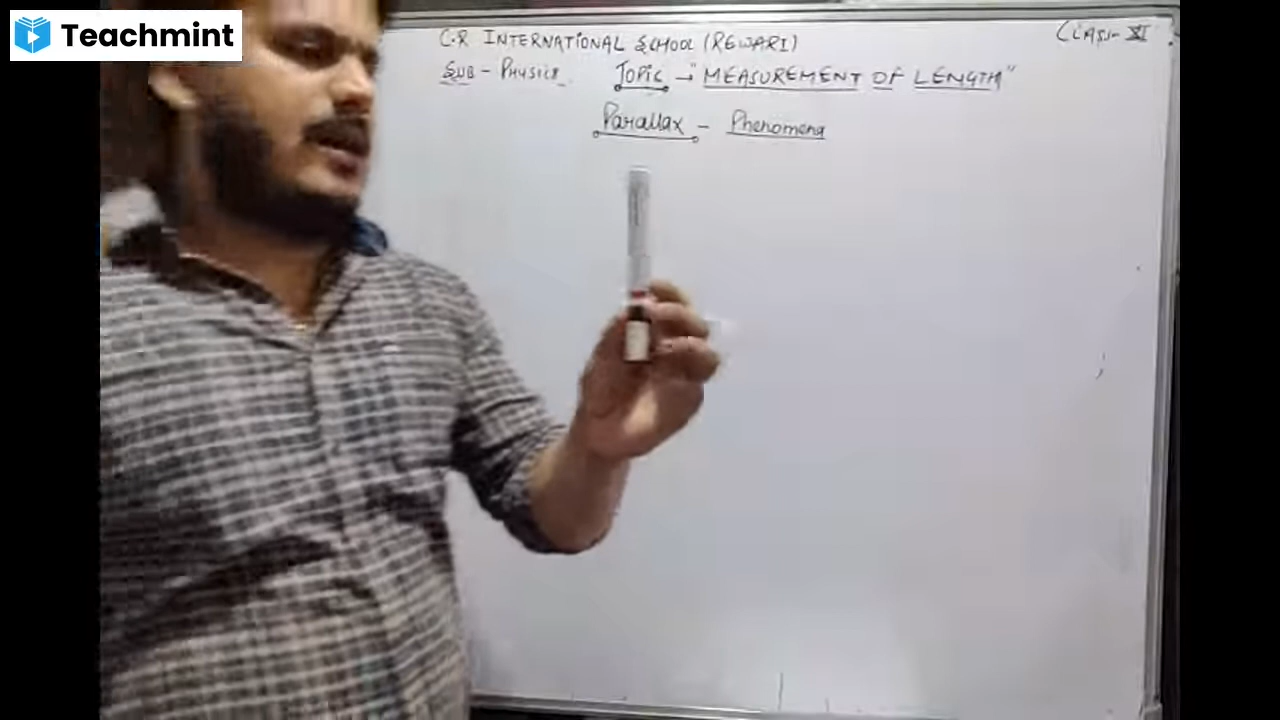 Teachmint
C.R INTERNATIONAL SCHOOL (REWARI)
CLASS - XI
SUB - PHYSICS
TOPIC → "MEASUREMENT OF LENGTH"
Parallax - Phenomena